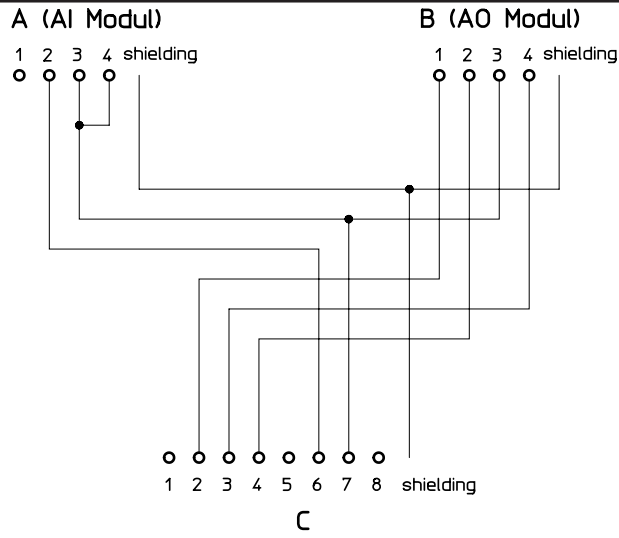 A (AI Modul) B (AO Modul)
1 2 3 4 shielding 1 2 3 4 shielding
1 2 3 4 5 6 7 8 shielding
C